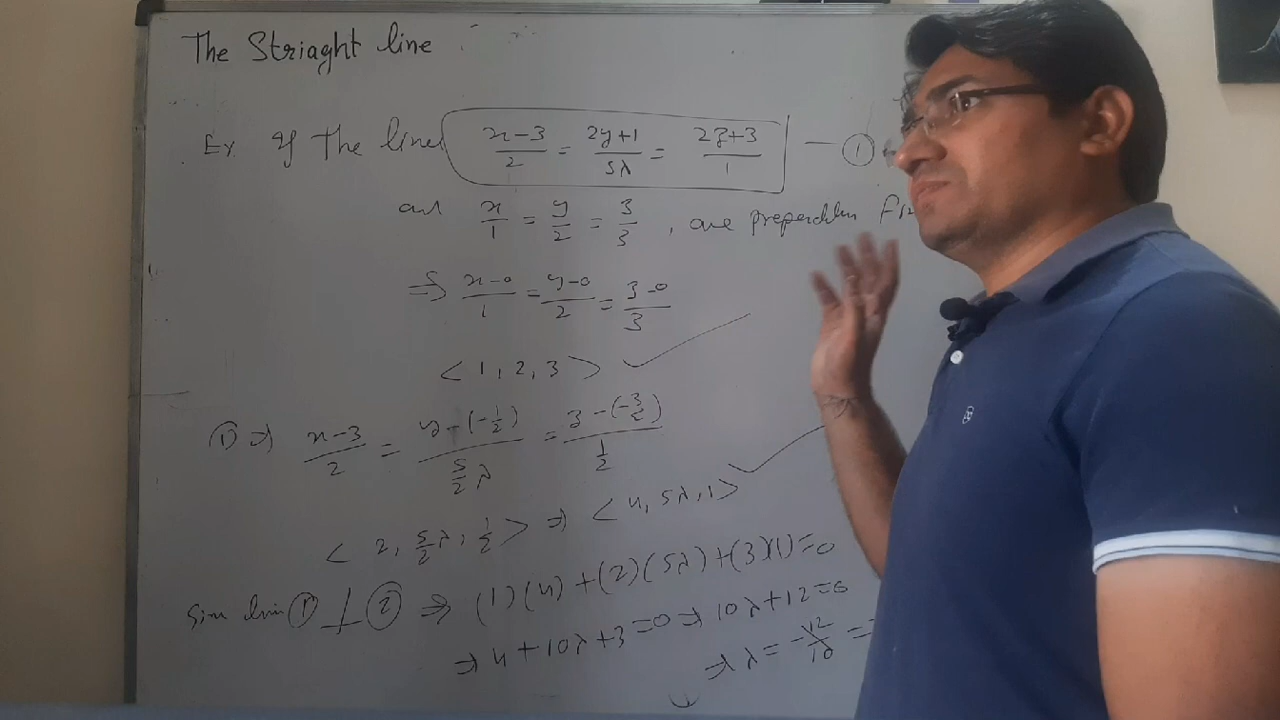 The Striaght line
Ex If the line x-3/2 = 2y+1/5λ = 2z+3/1 — ①
and x/1 = y/2 = z/3 , are
⇒ x-0/1 = y-0/2 = z-0/3
< 1, 2, 3 >
① ⇒ x-3/2 = y-(-1/2)/5/2 λ = z-(-3/2)/1/2
< 2, 5/2 λ, 1/2 > ⇒ < 4, 5λ, 1 >
① ⊥ ② ⇒ (1)(4) + (2)(5λ) + (3)(1) = 0
⇒ 4 + 10λ + 3 = 0 ⇒ 10λ + 12 = 0
⇒ λ = -12/10 =